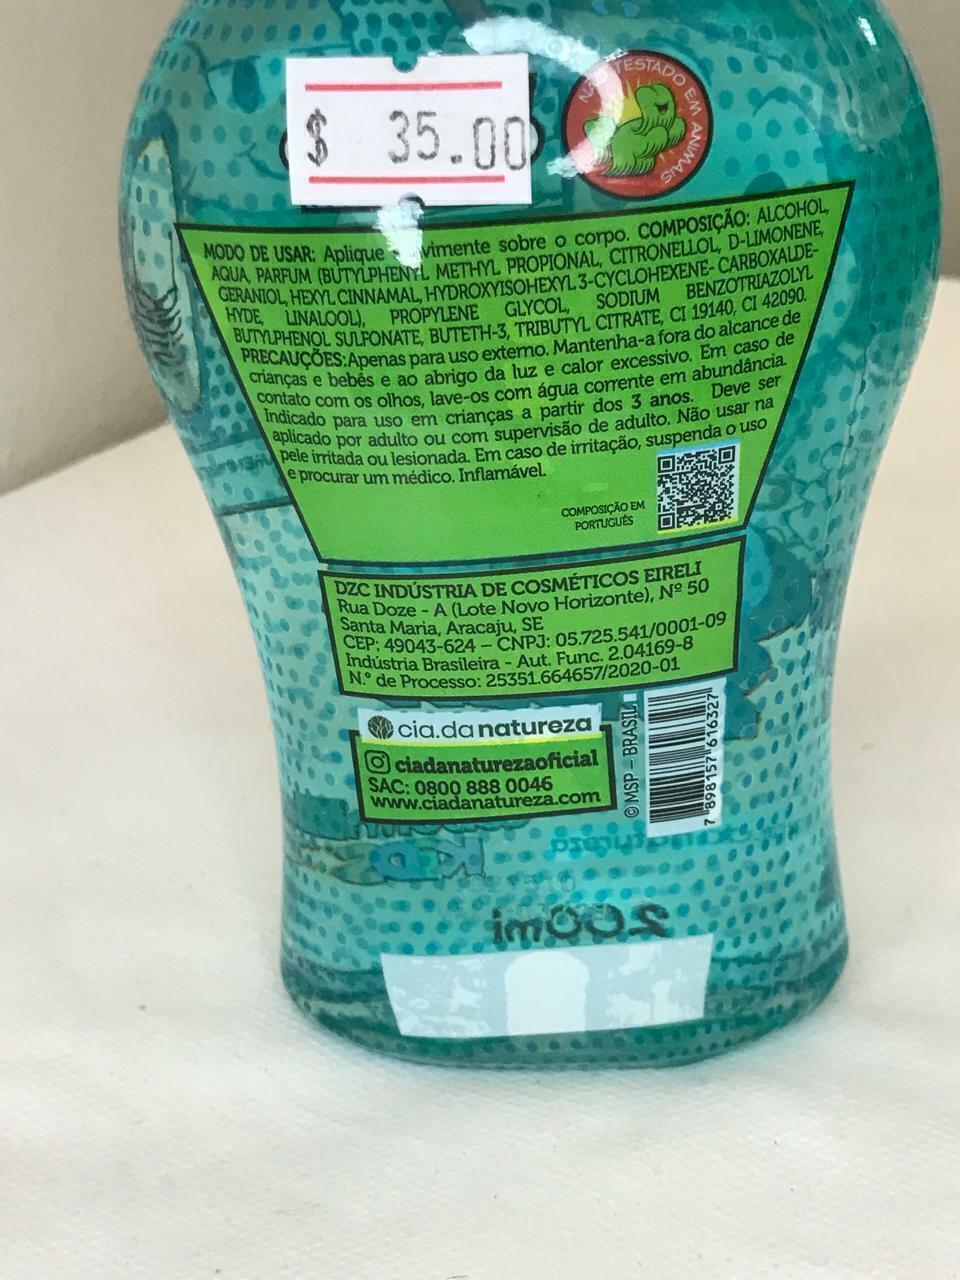 $ 35.00
NÃO TESTADO EM ANIMAIS
MODO DE USAR: Aplique vimente sobre o corpo. COMPOSIÇÃO: ALCOHOL,
AQUA, PARFUM (BUTYLPHENYL METHYL PROPIONAL, CITRONELLOL, D-LIMONENE,
GERANIOL, HEXYL CINNAMAL, HYDROXYISOHEXYL 3-CYCLOHEXENE- CARBOXALDE-
HYDE, LINALOOL), PROPYLENE GLYCOL, SODIUM BENZOTRIAZOLYL
BUTYLPHENOL SULFONATE, BUTETH-3, TRIBUTYL CITRATE, CI 19140, CI 42090.
PRECAUÇÕES:Apenas para uso externo. Mantenha-a fora do alcance de
crianças e bebês e ao abrigo da luz e calor excessivo. Em caso de
contato com os olhos, lave-os com água corrente em abundância.
Indicado para uso em crianças a partir dos 3 anos. Deve ser
aplicado por adulto ou com supervisão de adulto. Não usar na
pele irritada ou lesionada. Em caso de irritação, suspenda o uso
e procurar um médico. Inflamável.
COMPOSIÇÃO EM
PORTUGUÊS
DZC INDÚSTRIA DE COSMÉTICOS EIRELI
Rua Doze - A (Lote Novo Horizonte), Nº 50
Santa Maria, Aracaju, SE
CEP: 49043-624 – CNPJ: 05.725.541/0001-09
Indústria Brasileira - Aut. Func. 2.04169-8
N.° de Processo: 25351.664657/2020-01
cia.da natureza
ciadanaturezaoficial
SAC: 0800 888 0046
www.ciadanatureza.com
© MSP – BRASIL
7 898157 616327
KIDZ
200ml